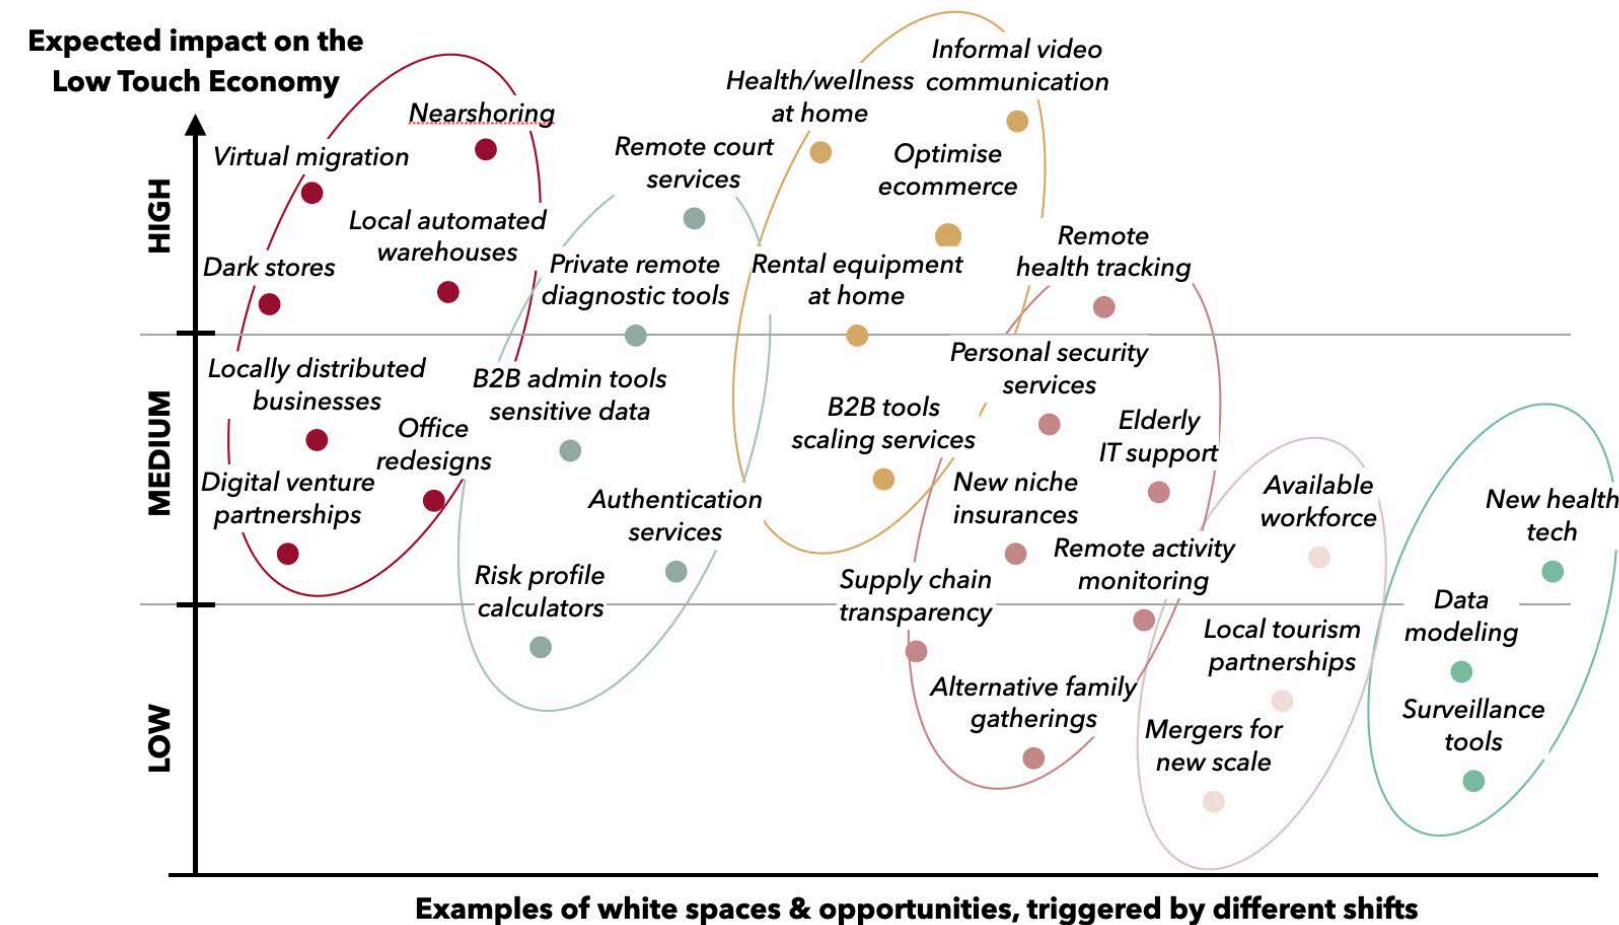 Expected impact on the
Low Touch Economy
HIGH
MEDIUM
LOW
Nearshoring
Virtual migration
Local automated
warehouses
Dark stores
Locally distributed
businesses
Office
redesigns
Digital venture
partnerships
Remote court
services
Private remote
diagnostic tools
B2B admin tools
sensitive data
Authentication
services
Risk profile
calculators
Informal video
communication
Health/wellness
at home
Optimise
ecommerce
Rental equipment
at home
B2B tools
scaling services
Remote
health tracking
Personal security
services
Elderly
IT support
New niche
insurances
Remote activity
monitoring
Supply chain
transparency
Alternative family
gatherings
Available
workforce
Local tourism
partnerships
Mergers for
new scale
New health
tech
Data
modeling
Surveillance
tools
Examples of white spaces & opportunities, triggered by different shifts